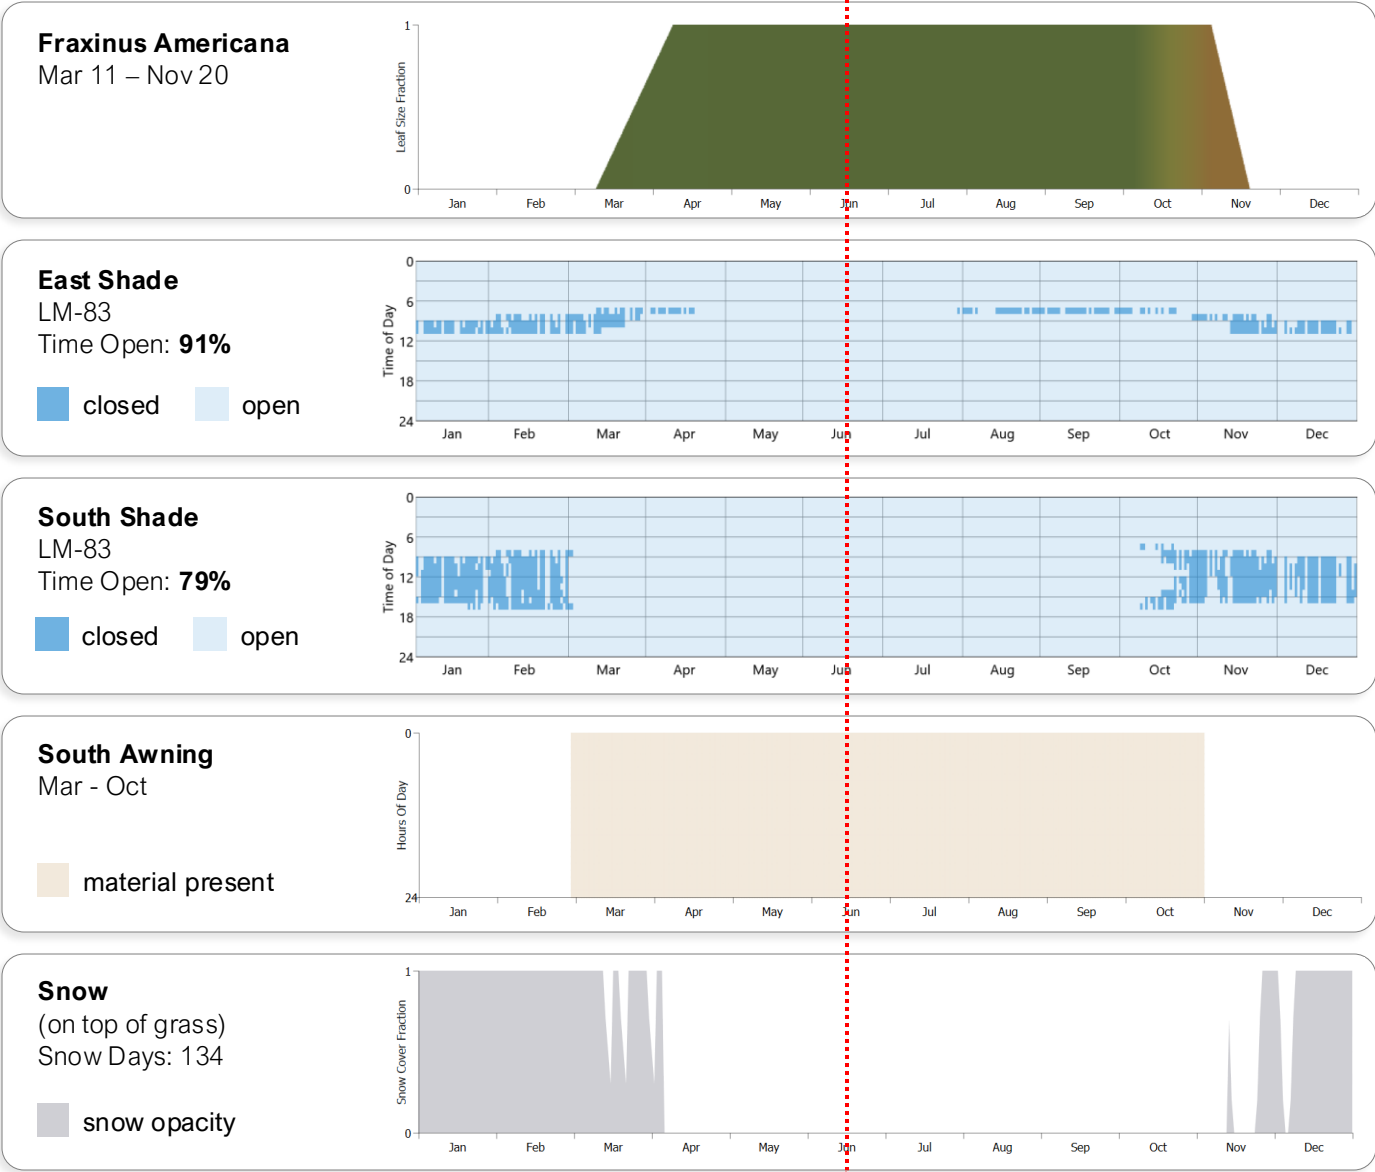 Fraxinus Americana
Mar 11 – Nov 20
Leaf Size Fraction
1
0
Jan Feb Mar Apr May Jun Jul Aug Sep Oct Nov Dec
East Shade
LM-83
Time Open: 91%
closed open
Time of Day
0
6
12
18
24
Jan Feb Mar Apr May Jun Jul Aug Sep Oct Nov Dec
South Shade
LM-83
Time Open: 79%
closed open
Time of Day
0
6
12
18
24
Jan Feb Mar Apr May Jun Jul Aug Sep Oct Nov Dec
South Awning
Mar - Oct
material present
Hours Of Day
0
24
Jan Feb Mar Apr May Jun Jul Aug Sep Oct Nov Dec
Snow
(on top of grass)
Snow Days: 134
snow opacity
Snow Cover Fraction
1
0
Jan Feb Mar Apr May Jun Jul Aug Sep Oct Nov Dec